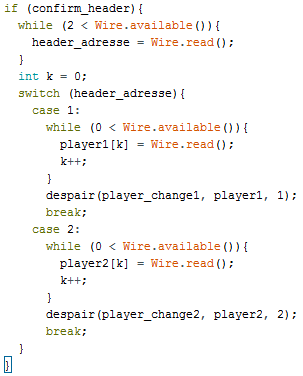 if (confirm_header){
  while (2 < Wire.available()){
    header_adresse = Wire.read();
  }
  int k = 0;
  switch (header_adresse){
    case 1:
      while (0 < Wire.available()){
        player1[k] = Wire.read();
        k++;
      }
      despair(player_change1, player1, 1);
      break;
    case 2:
      while (0 < Wire.available()){
        player2[k] = Wire.read();
        k++;
      }
      despair(player_change2, player2, 2);
      break;
  }
}